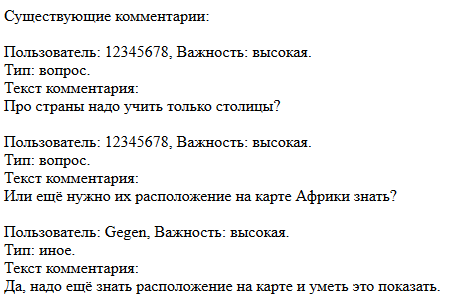 Существующие комментарии:
Пользователь: 12345678, Важность: высокая.
Тип: вопрос.
Текст комментария:
Про страны надо учить только столицы?
Пользователь: 12345678, Важность: высокая.
Тип: вопрос.
Текст комментария:
Или ещё нужно их расположение на карте Африки знать?
Пользователь: Gegen, Важность: высокая.
Тип: иное.
Текст комментария:
Да, надо ещё знать расположение на карте и уметь это показать.